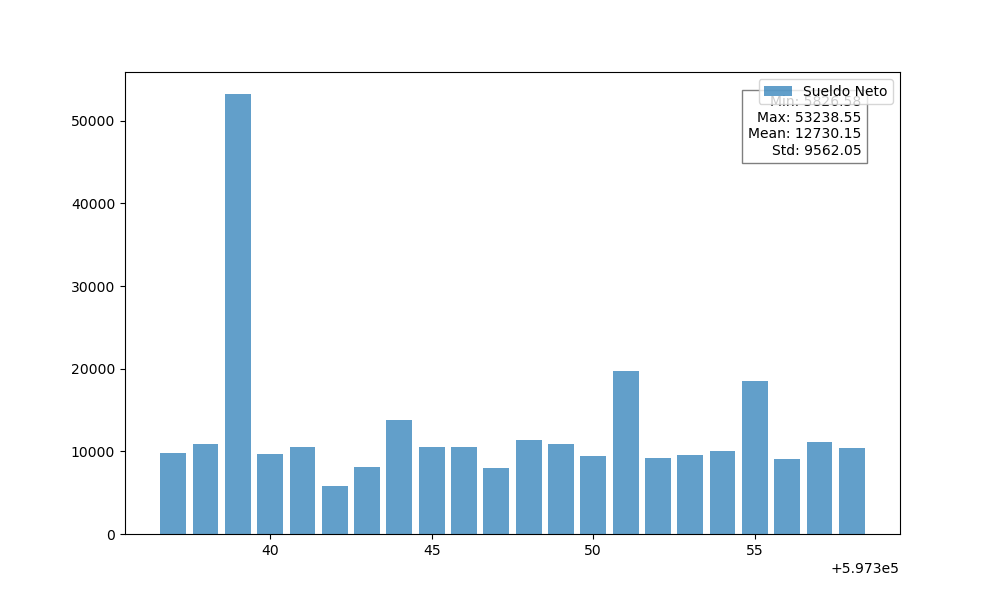 Sueldo Neto
Min: 5826.58
Max: 53238.55
Mean: 12730.15
Std: 9562.05
50000
40000
30000
20000
10000
0
40 45 50 55
+5.973e5